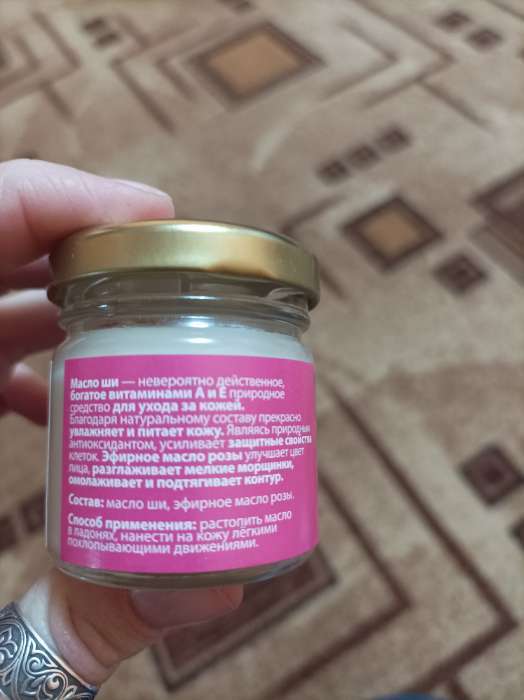 Масло ши — невероятно действенное,
богатое витаминами А и Е природное
средство для ухода за кожей.
Благодаря натуральному составу прекрасно
увлажняет и питает кожу. Являясь природным
антиоксидантом, усиливает защитные свойства
клеток. Эфирное масло розы улучшает цвет
лица, разглаживает мелкие морщинки,
омолаживает и подтягивает контур.
Состав: масло ши, эфирное масло розы.
Способ применения: растопить масло
в ладонях, нанести на кожу лёгкими
похлопывающими движениями.